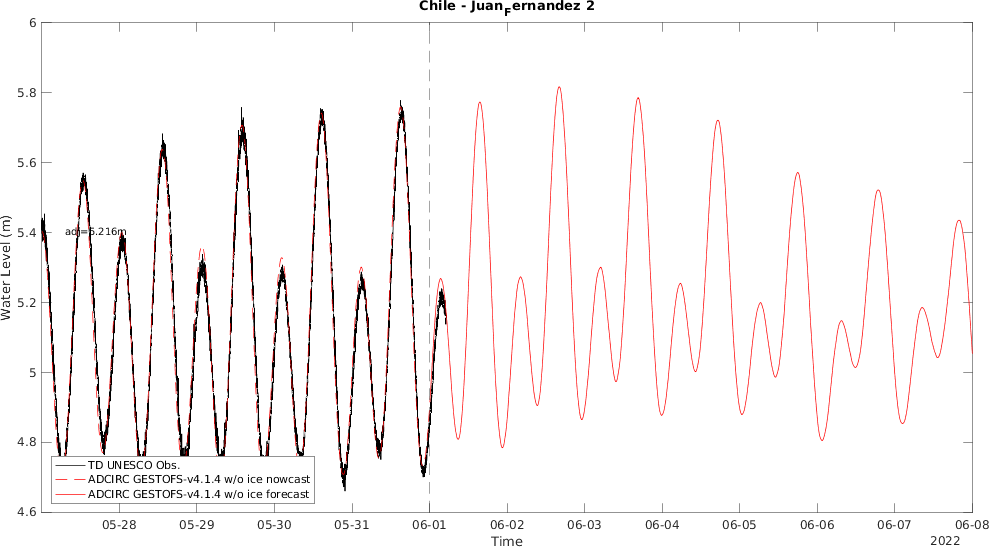 Chile - JuanFernandez 2
Water Level (m)
6
5.8
5.6
5.4
5.2
5
4.8
4.6
adj=5.216m
TD UNESCO Obs.
ADCIRC GESTOFS-v4.1.4 w/o ice nowcast
ADCIRC GESTOFS-v4.1.4 w/o ice forecast
05-28 05-29 05-30 05-31 06-01 06-02 06-03 06-04 06-05 06-06 06-07 06-08
Time
2022